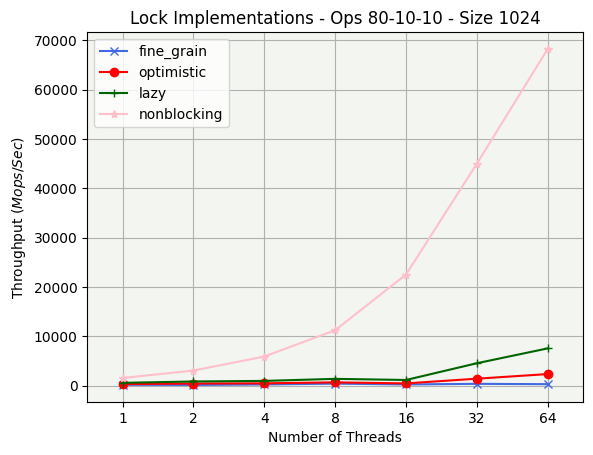 Lock Implementations - Ops 80-10-10 - Size 1024
70000
60000
50000
40000
30000
20000
10000
0
Throughput (Mops/Sec)
fine_grain
optimistic
lazy
nonblocking
1 2 4 8 16 32 64
Number of Threads